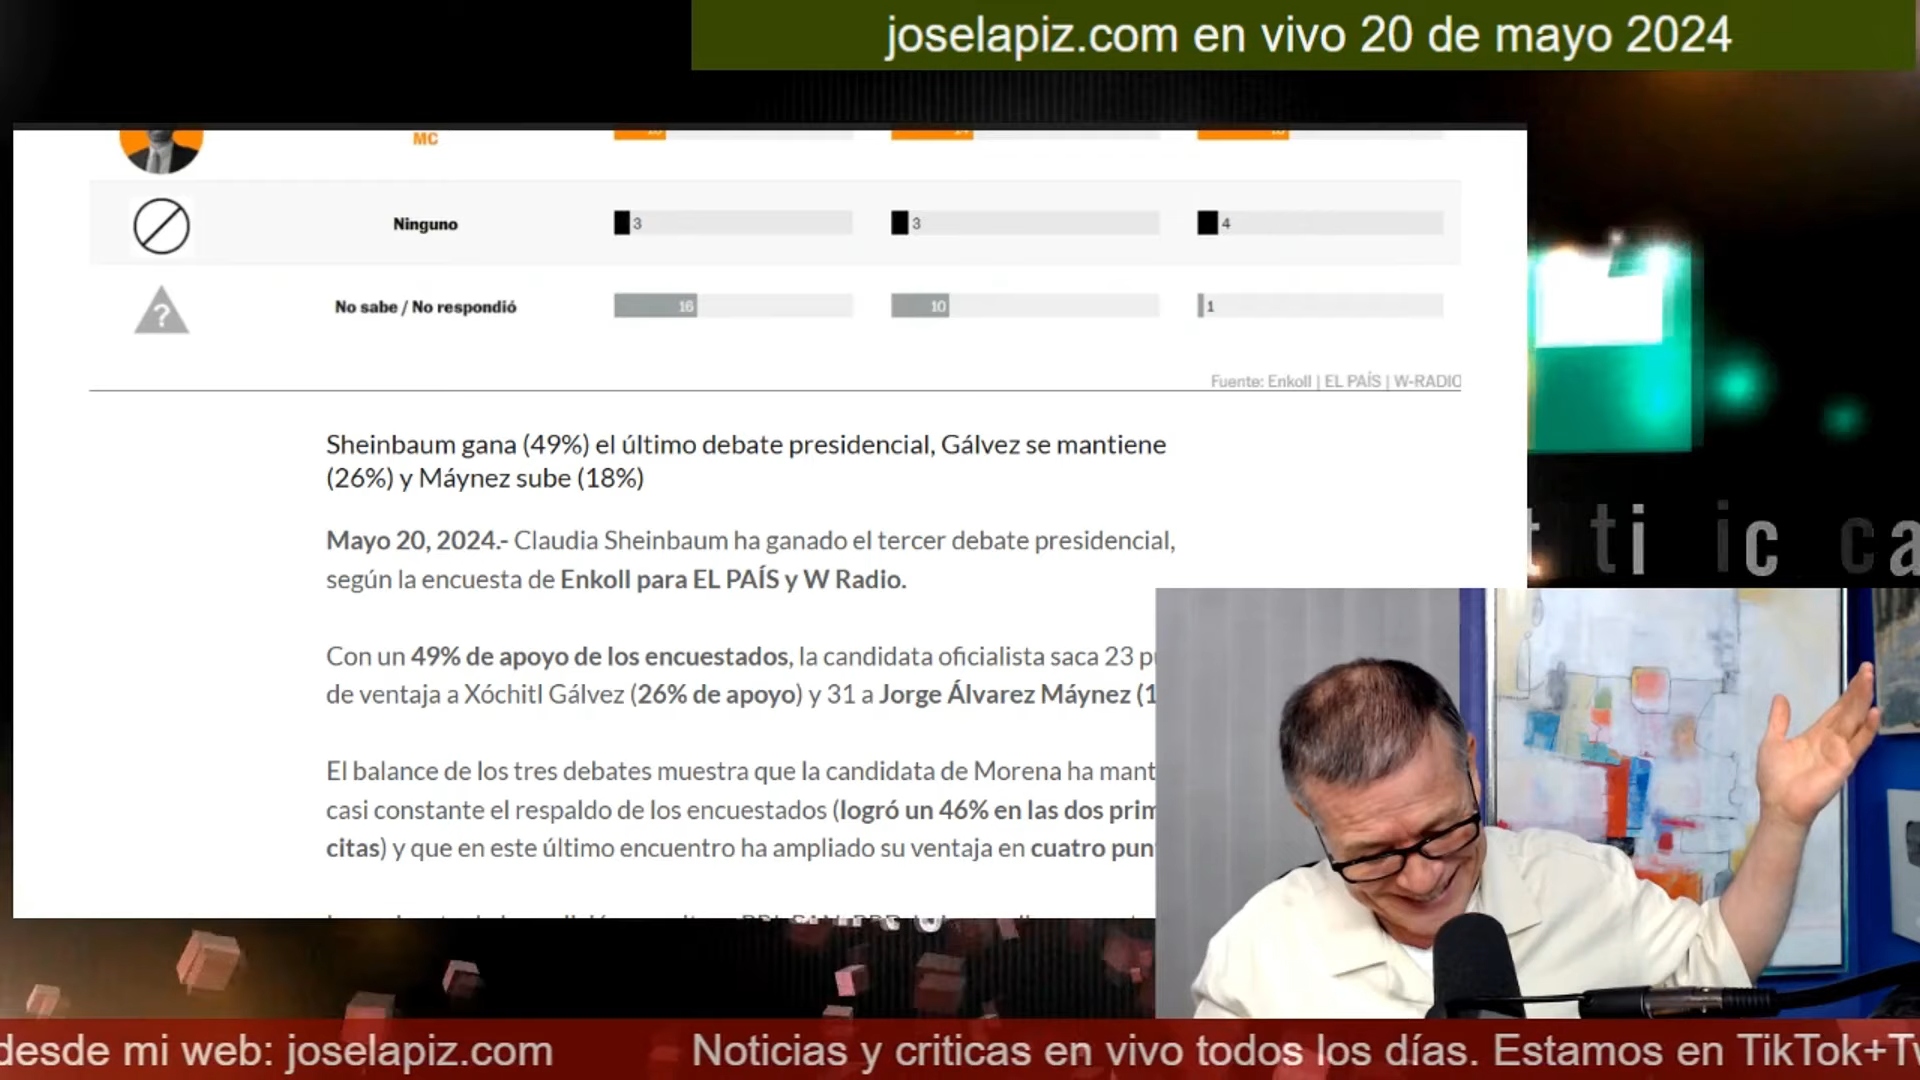 joselapiz.com en vivo 20 de mayo 2024
MC
Ninguno 3 3 4
No sabe / No respondió 16 10 1
Fuente: Enkoll | EL PAÍS | W-RADIO
Sheinbaum gana (49%) el último debate presidencial, Gálvez se mantiene
(26%) y Máynez sube (18%)
Mayo 20, 2024.- Claudia Sheinbaum ha ganado el tercer debate presidencial,
según la encuesta de Enkoll para EL PAÍS y W Radio.
Con un 49% de apoyo de los encuestados, la candidata oficialista saca 23 p
de ventaja a Xóchitl Gálvez (26% de apoyo) y 31 a Jorge Álvarez Máynez (1
El balance de los tres debates muestra que la candidata de Morena ha mant
casi constante el respaldo de los encuestados (logró un 46% en las dos prim
citas) y que en este último encuentro ha ampliado su ventaja en cuatro pun
desde mi web: joselapiz.com Noticias y criticas en vivo todos los días. Estamos en TikTok+Tw